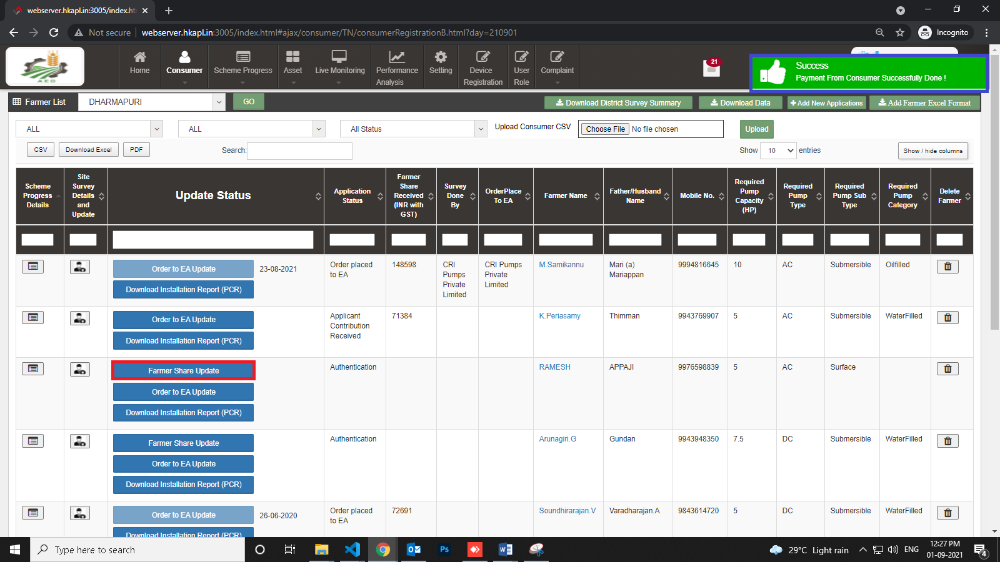 webserver.hkapl.in:3005/index.ht
Not secure
webserver.hkapl.in:3005/index.html#ajax/consumer/TN/consumerRegistrationB.html?day=210901
Incognito
AEDB
Home
Consumer
Scheme Progress
Asset
Live Monitoring
Performance
Analysis
Setting
Device
Registration
User
Role
Complaint
21
Success
Payment From Consumer Successfully Done !
Farmer List
DHARMAPURI
GO
Download District Survey Summary
Download Data
Add New Applications
Add Farmer Excel Format
ALL
ALL
All Status
Upload Consumer CSV
Choose File No file chosen
Upload
CSV
Download Excel
PDF
Search:
Show 10 entries
Show / hide columns
Scheme
Progress
Details
Site
Survey
Details
and
Update
Update Status
Application
Status
Farmer
Share
Received
(INR with
GST)
Survey
Done
By
OrderPlace
To EA
Farmer Name
Father/Husband
Name
Mobile No.
Required
Pump
Capacity
(HP)
Required
Pump
Type
Required
Pump Sub
Type
Required
Pump
Category
Delete
Farmer
Order to EA Update
23-08-2021
Download Installation Report (PCR)
Order placed
to EA
148598
CRI
Pumps
Private
Limited
CRI Pumps
Private
Limited
M.Samikannu
Mari (a)
Mariappan
9994816645
10
AC
Submersible
Oilfilled
Order to EA Update
Download Installation Report (PCR)
Applicant
Contribution
Received
71384
K.Periasamy
Thimman
9943769907
5
AC
Submersible
WaterFilled
Farmer Share Update
Order to EA Update
Download Installation Report (PCR)
Authentication
RAMESH
APPAJI
9976598839
5
AC
Surface
Farmer Share Update
Order to EA Update
Download Installation Report (PCR)
Authentication
Arunagiri.G
Gundan
9943948350
7.5
DC
Submersible
WaterFilled
Order to EA Update
26-06-2020
Download Installation Report (PCR)
Order placed
to EA
72691
Soundhirarajan.V
Varadharajan.A
9843614720
5
DC
Submersible
WaterFilled
Type here to search
Ps
29°C Light rain
ENG
12:27 PM
01-09-2021
4